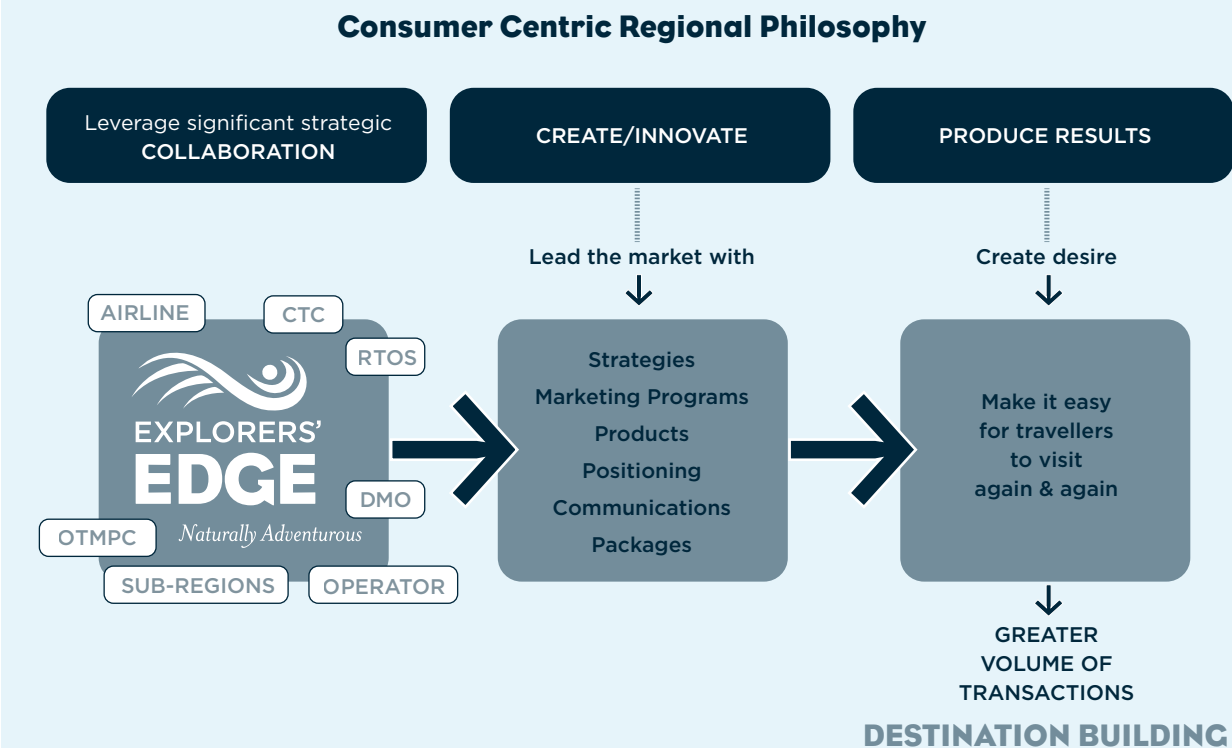 Consumer Centric Regional Philosophy
Leverage significant strategic
COLLABORATION
CREATE/INNOVATE
PRODUCE RESULTS
Lead the market with
Create desire
AIRLINE
CTC
RTOS
EXPLORERS’
EDGE
Naturally Adventurous
DMO
OTMPC
SUB-REGIONS
OPERATOR
Strategies
Marketing Programs
Products
Positioning
Communications
Packages
Make it easy
for travellers
to visit
again & again
GREATER
VOLUME OF
TRANSACTIONS
DESTINATION BUILDING